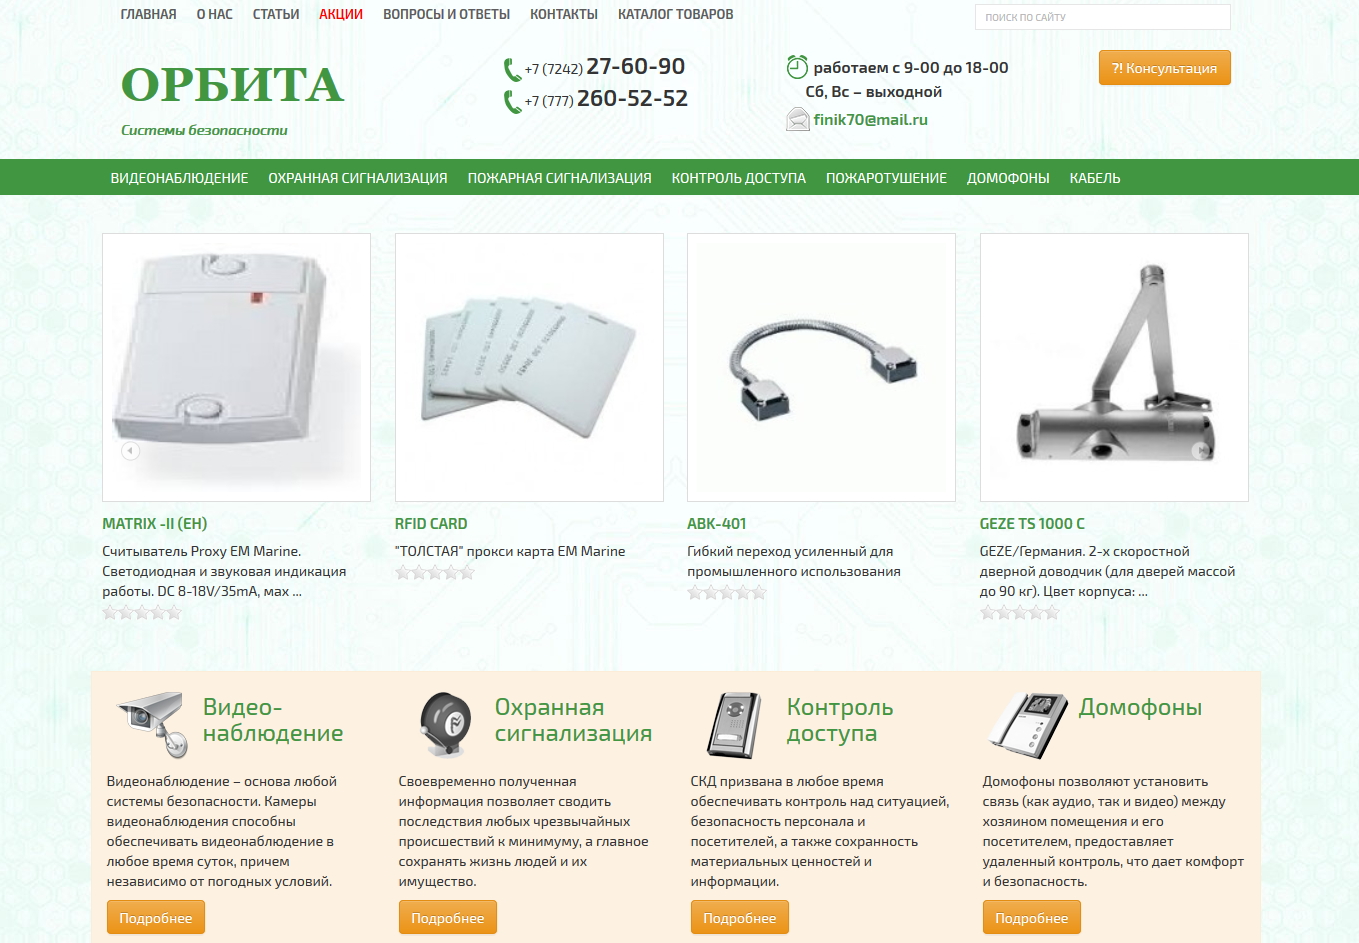 ГЛАВНАЯ О НАС СТАТЬИ АКЦИИ ВОПРОСЫ И ОТВЕТЫ КОНТАКТЫ КАТАЛОГ ТОВАРОВ
ПОИСК ПО САЙТУ
ОРБИТА
Системы безопасности
+7 (7242) 27-60-90
+7 (777) 260-52-52
работаем с 9-00 до 18-00
Сб, Вс – выходной
finik70@mail.ru
?! Консультация
ВИДЕОНАБЛЮДЕНИЕ ОХРАННАЯ СИГНАЛИЗАЦИЯ ПОЖАРНАЯ СИГНАЛИЗАЦИЯ КОНТРОЛЬ ДОСТУПА ПОЖАРОТУШЕНИЕ ДОМОФОНЫ КАБЕЛЬ
MATRIX -II (EH)
Считыватель Proxy EM Marine.
Светодиодная и звуковая индикация
работы. DC 8-18V/35mA, мах ...
RFID CARD
"ТОЛСТАЯ" прокси карта EM Marine
АВК-401
Гибкий переход усиленный для
промышленного использования
GEZE TS 1000 С
GEZE/Германия. 2-х скоростной
дверной доводчик (для дверей массой
до 90 кг). Цвет корпуса: ...
Видео-
наблюдение
Видеонаблюдение – основа любой
системы безопасности. Камеры
видеонаблюдения способны
обеспечивать видеонаблюдение в
любое время суток, причем
независимо от погодных условий.
Подробнее
Охранная
сигнализация
Своевременно полученная
информация позволяет сводить
последствия любых чрезвычайных
происшествий к минимуму, а главное
сохранять жизнь людей и их
имущество.
Подробнее
Контроль
доступа
СКД призвана в любое время
обеспечивать контроль над ситуацией,
безопасность персонала и
посетителей, а также сохранность
материальных ценностей и
информации.
Подробнее
Домофоны
Домофоны позволяют установить
связь (как аудио, так и видео) между
хозяином помещения и его
посетителем, предоставляет
удаленный контроль, что дает комфорт
и безопасность.
Подробнее